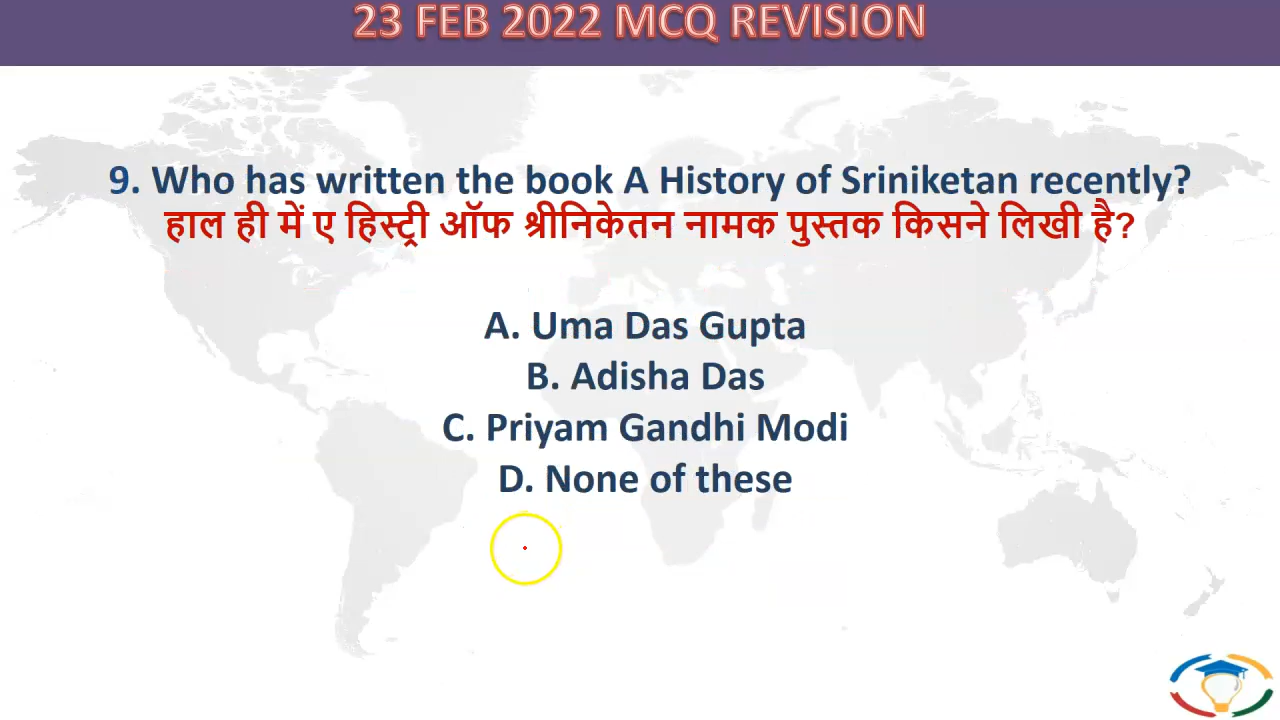 23 FEB 2022 MCQ REVISION
9. Who has written the book A History of Sriniketan recently?
हाल ही में ए हिस्ट्री ऑफ श्रीनिकेतन नामक पुस्तक किसने लिखी है?
A. Uma Das Gupta
B. Adisha Das
C. Priyam Gandhi Modi
D. None of these